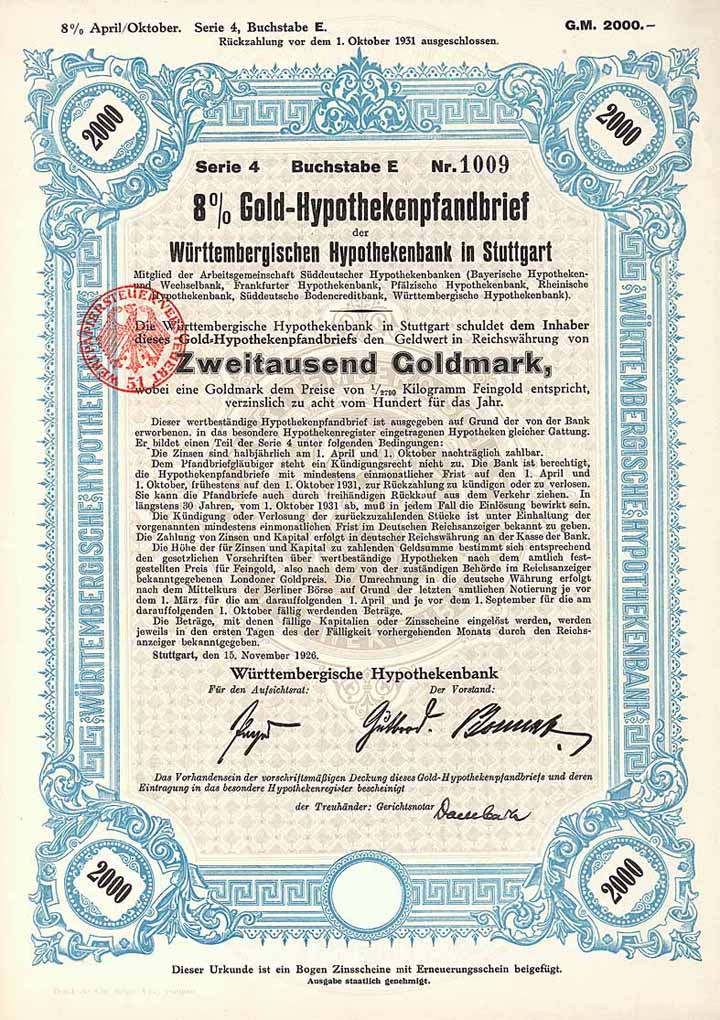 8% April/Oktober. Serie 4, Buchstabe E. G.M. 2000.–
Rückzahlung vor dem 1. Oktober 1931 ausgeschlossen.
2000 2000
Serie 4 Buchstabe E Nr. 1009
8% Gold-Hypothekenpfandbrief
der
Württembergischen Hypothekenbank in Stuttgart
Mitglied der Arbeitsgemeinschaft Süddeutscher Hypothekenbanken (Bayerische Hypotheken-
und Wechselbank, Frankfurter Hypothekenbank, Pfälzische Hypothekenbank, Rheinische
Hypothekenbank, Süddeutsche Bodencreditbank, Württembergische Hypothekenbank).
Die Württembergische Hypothekenbank in Stuttgart schuldet dem Inhaber
dieses Gold-Hypothekenpfandbriefs den Geldwert in Reichswährung von
Zweitausend Goldmark,
wobei eine Goldmark dem Preise von 1/2790 Kilogramm Feingold entspricht,
verzinslich zu acht vom Hundert für das Jahr.
Dieser wertbeständige Hypothekenpfandbrief ist ausgegeben auf Grund der von der Bank
erworbenen, in das besondere Hypothekenregister eingetragenen Hypotheken gleicher Gattung.
Er bildet einen Teil der Serie 4 unter folgenden Bedingungen:
Die Zinsen sind halbjährlich am 1. April und 1. Oktober nachträglich zahlbar.
Dem Pfandbriefgläubiger steht ein Kündigungsrecht nicht zu. Die Bank ist berechtigt,
die Hypothekenpfandbriefe mit mindestens einmonatlicher Frist auf den 1. April und
1. Oktober, frühestens auf den 1. Oktober 1931, zur Rückzahlung zu kündigen oder zu verlosen.
Sie kann die Pfandbriefe auch durch freihändigen Rückkauf aus dem Verkehr ziehen. In
längstens 30 Jahren, vom 1. Oktober 1931 ab, muß in jedem Fall die Einlösung bewirkt sein.
Die Kündigung oder Verlosung der zurückzuzahlenden Stücke ist unter Einhaltung der
vorgenannten mindestens einmonatlichen Frist im Deutschen Reichsanzeiger bekannt zu geben.
Die Zahlung von Zinsen und Kapital erfolgt in deutscher Reichswährung an der Kasse der Bank.
Die Höhe der für Zinsen und Kapital zu zahlenden Geldsumme bestimmt sich entsprechend
den gesetzlichen Vorschriften über wertbeständige Hypotheken nach dem amtlich fest-
gestellten Preis für Feingold, also nach dem von der zuständigen Behörde im Reichsanzeiger
bekanntgegebenen Londoner Goldpreis. Die Umrechnung in die deutsche Währung erfolgt
nach dem Mittelkurs der Berliner Börse auf Grund der letzten amtlichen Notierung je vor
dem 1. März für die am darauffolgenden 1. April und je vor dem 1. September für die am
darauffolgenden 1. Oktober fällig werdenden Beträge.
Die Beträge, mit denen fällige Kapitalien oder Zinsscheine eingelöst werden, werden
jeweils in den ersten Tagen des der Fälligkeit vorhergehenden Monats durch den Reichs-
anzeiger bekanntgegeben.
Stuttgart, den 15. November 1926.
Württembergische Hypothekenbank
Für den Aufsichtsrat: Der Vorstand:
Das Vorhandensein der vorschriftsmäßigen Deckung dieses Gold-Hypothekenpfandbriefs und deren
Eintragung in das besondere Hypothekenregister bescheinigt
der Treuhänder: Gerichtsnotar
2000 2000
Dieser Urkunde ist ein Bogen Zinsscheine mit Erneuerungsschein beigefügt.
Ausgabe staatlich genehmigt.
WÜRTTEMBERGISCHE HYPOTHEKENBANK
WÜRTTEMBERGISCHE HYPOTHEKENBANK
WERTPAPIERSTEUER VERSTEUERT
51